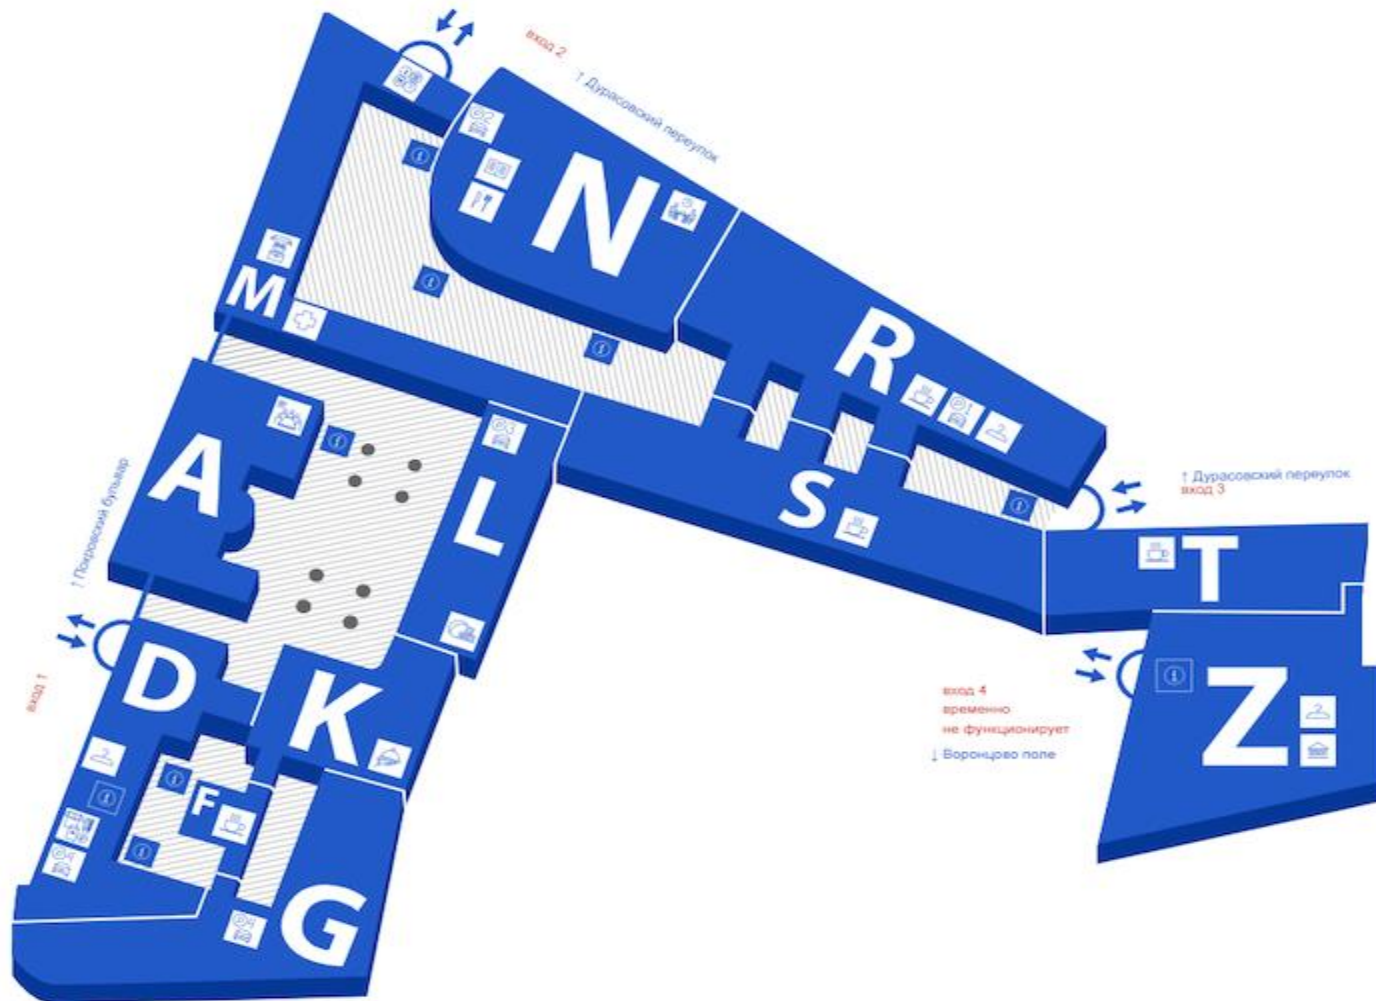 вход 2
↑ Дурасовский переулок
N
M
R
A
L
S
↑ Дурасовский переулок
вход 3
↑ Покровский бульвар
T
D
K
вход 1
Z
вход 4
временно
не функционирует
↓ Воронцово поле
F
G